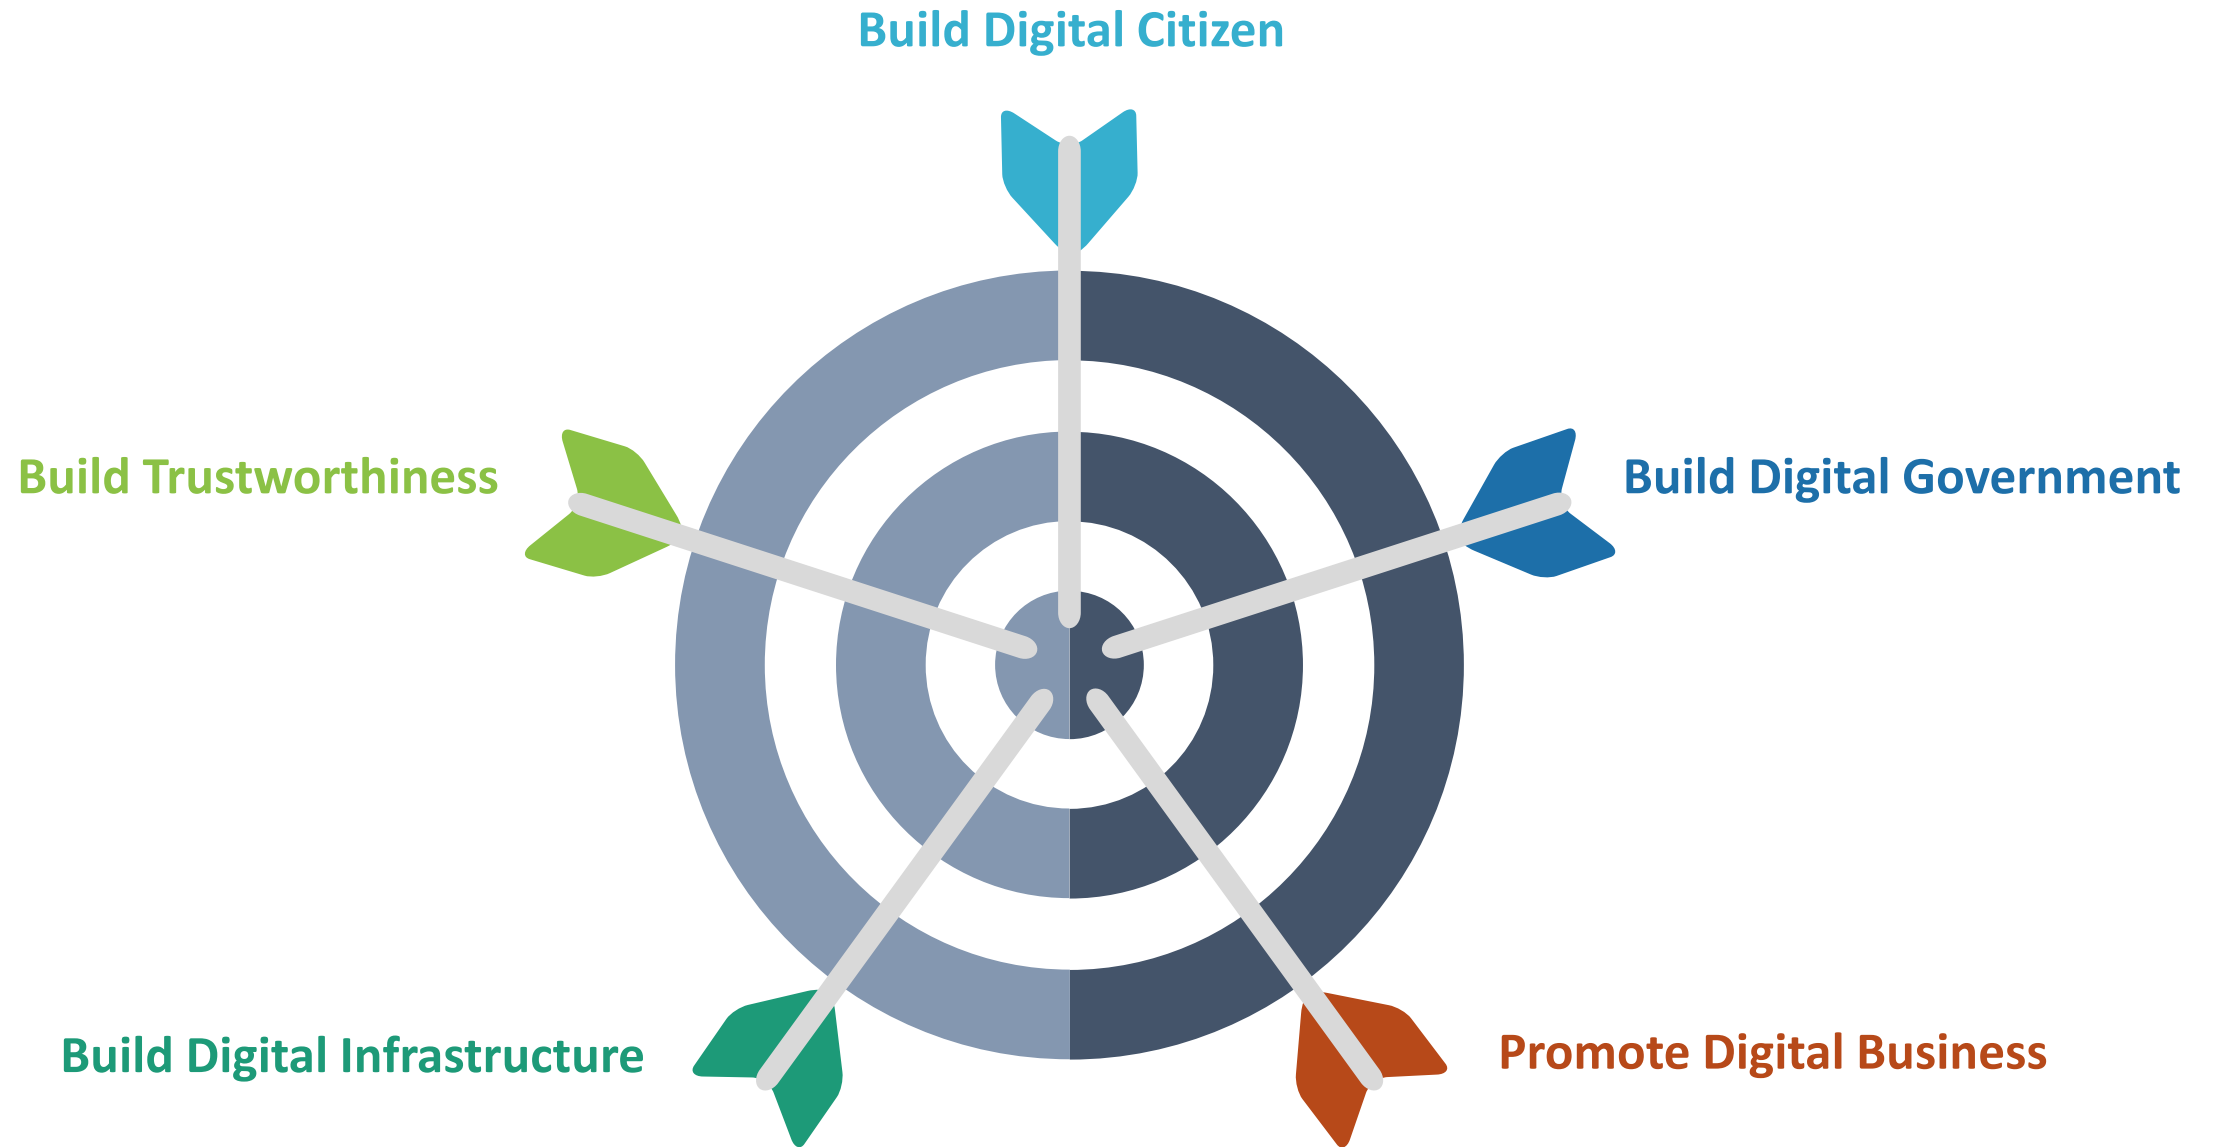 Build Digital Citizen
Build Trustworthiness
Build Digital Government
Build Digital Infrastructure
Promote Digital Business